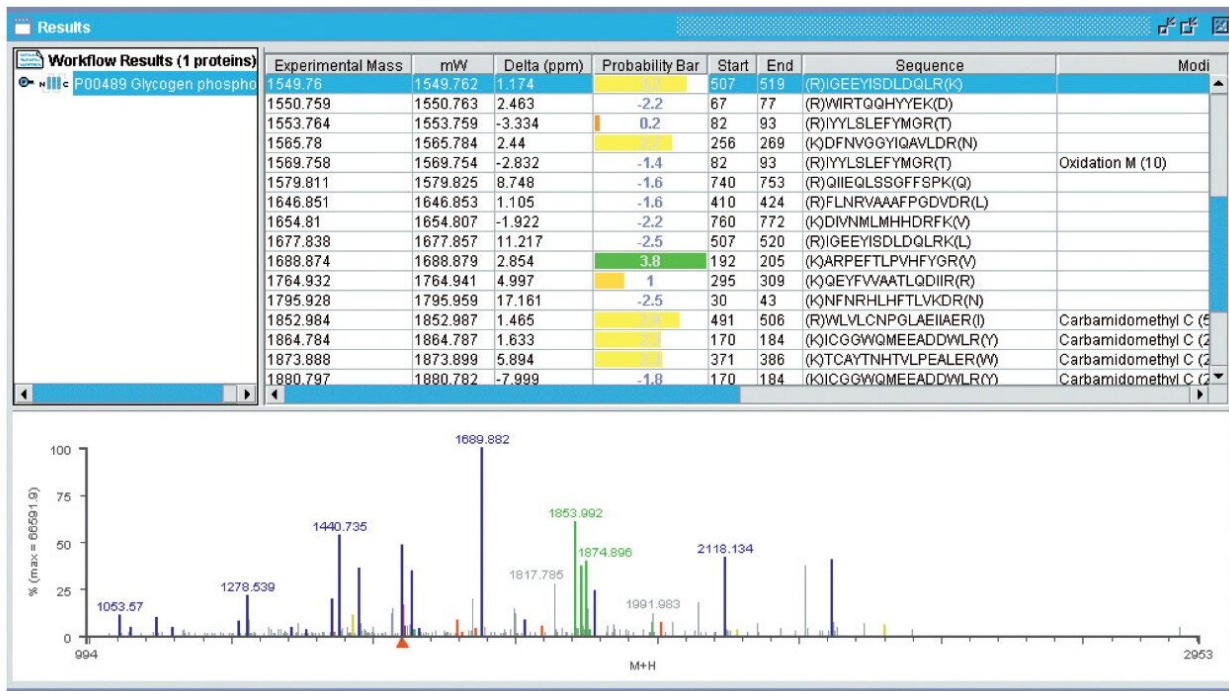 Results
Workflow Results (1 proteins)
N C P00489 Glycogen phospho
Experimental Mass mW Delta (ppm) Probability Bar Start End Sequence Modi
1549.76 1549.762 1.174 507 519 (R)IGEEYISDLDQLR(K)
1550.759 1550.763 2.463 -2.2 67 77 (R)WIRTQQHYYEK(D)
1553.764 1553.759 -3.334 0.2 82 93 (R)IYYLSLEFYMGR(T)
1565.78 1565.784 2.44 256 269 (K)DFNVGGYIQAVLDR(N)
1569.758 1569.754 -2.832 -1.4 82 93 (R)IYYLSLEFYMGR(T) Oxidation M (10)
1579.811 1579.825 8.748 -1.6 740 753 (R)QIIEQLSSGFFSPK(Q)
1646.851 1646.853 1.105 -1.6 410 424 (R)FLNRVAAAFPGDVDR(L)
1654.81 1654.807 -1.922 -2.2 760 772 (K)DIVNMLMHHDRFK(V)
1677.838 1677.857 11.217 -2.5 507 520 (R)IGEEYISDLDQLRK(L)
1688.874 1688.879 2.854 3.8 192 205 (K)ARPEFTLPVHFYGR(V)
1764.932 1764.941 4.997 1 295 309 (K)QEYFVVAATLQDIIR(R)
1795.928 1795.959 17.161 -2.5 30 43 (K)NFNRHLHFTLVKDR(N)
1852.984 1852.987 1.465 491 506 (R)WLVLCNPGLAEIIAER(I) Carbamidomethyl C (5
1864.784 1864.787 1.633 170 184 (K)ICGGWQMEEADDWLR(Y) Carbamidomethyl C (2
1873.888 1873.899 5.894 371 386 (K)TCAYTNHTVLPEALER(W) Carbamidomethyl C (2
1880.797 1880.782 -7.999 -1.8 170 184 (K)ICGGWQMEEADDWLR(Y) Carbamidomethyl C (2
1689.882
100
1853.992
75
1440.735
50
1874.896
2118.134
1817.785
1278.539
25
1991.983
1053.57
0
994
2953
% (max = 66591.9)
M+H